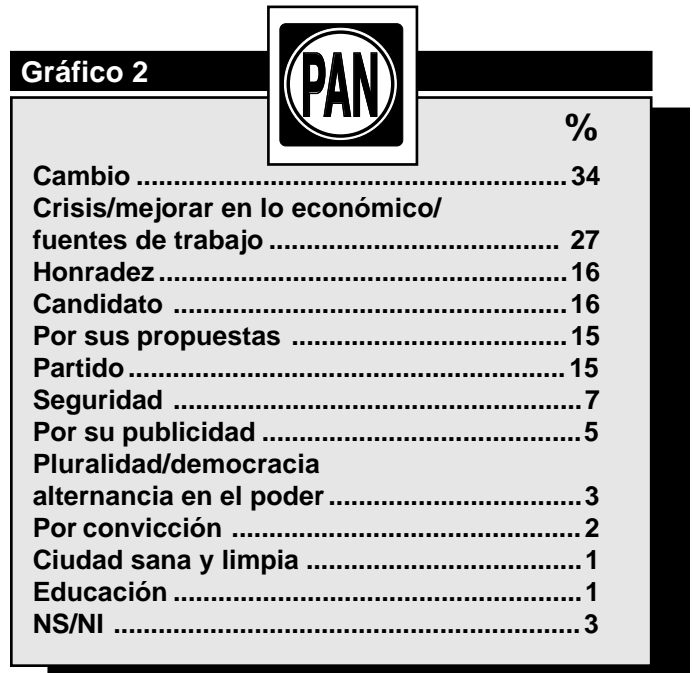 Gráfico 2
PAN
%
Cambio .......................................................... 34
Crisis/mejorar en lo económico/
fuentes de trabajo ....................................... 27
Honradez ....................................................... 16
Candidato ..................................................... 16
Por sus propuestas ..................................... 15
Partido ........................................................... 15
Seguridad ....................................................... 7
Por su publicidad ........................................... 5
Pluralidad/democracia
alternancia en el poder .................................. 3
Por convicción ............................................... 2
Ciudad sana y limpia ..................................... 1
Educación ....................................................... 1
NS/NI ............................................................... 3